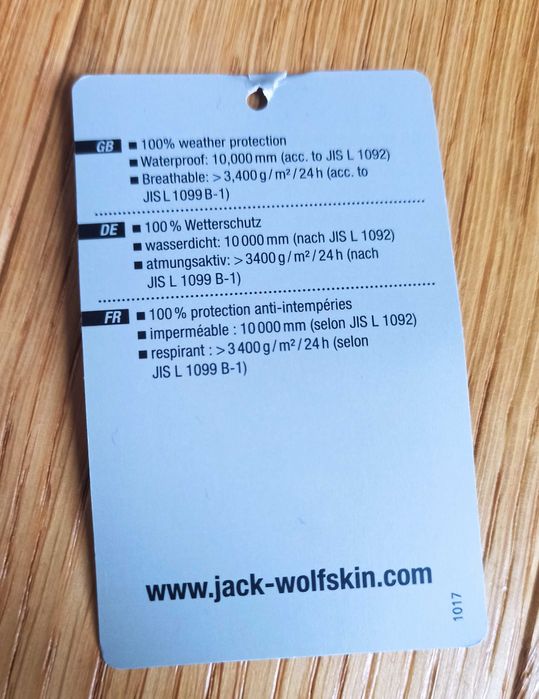 GB ■ 100% weather protection
■ Waterproof: 10,000 mm (acc. to JIS L 1092)
■ Breathable: > 3,400 g / m² / 24 h (acc. to
JIS L 1099 B-1)
DE ■ 100 % Wetterschutz
■ wasserdicht: 10 000 mm (nach JIS L 1092)
■ atmungsaktiv: > 3400 g / m² / 24 h (nach
JIS L 1099 B-1)
FR ■ 100 % protection anti-intempéries
■ imperméable : 10 000 mm (selon JIS L 1092)
■ respirant : > 3 400 g / m² / 24 h (selon
JIS L 1099 B-1)
www.jack-wolfskin.com
1017